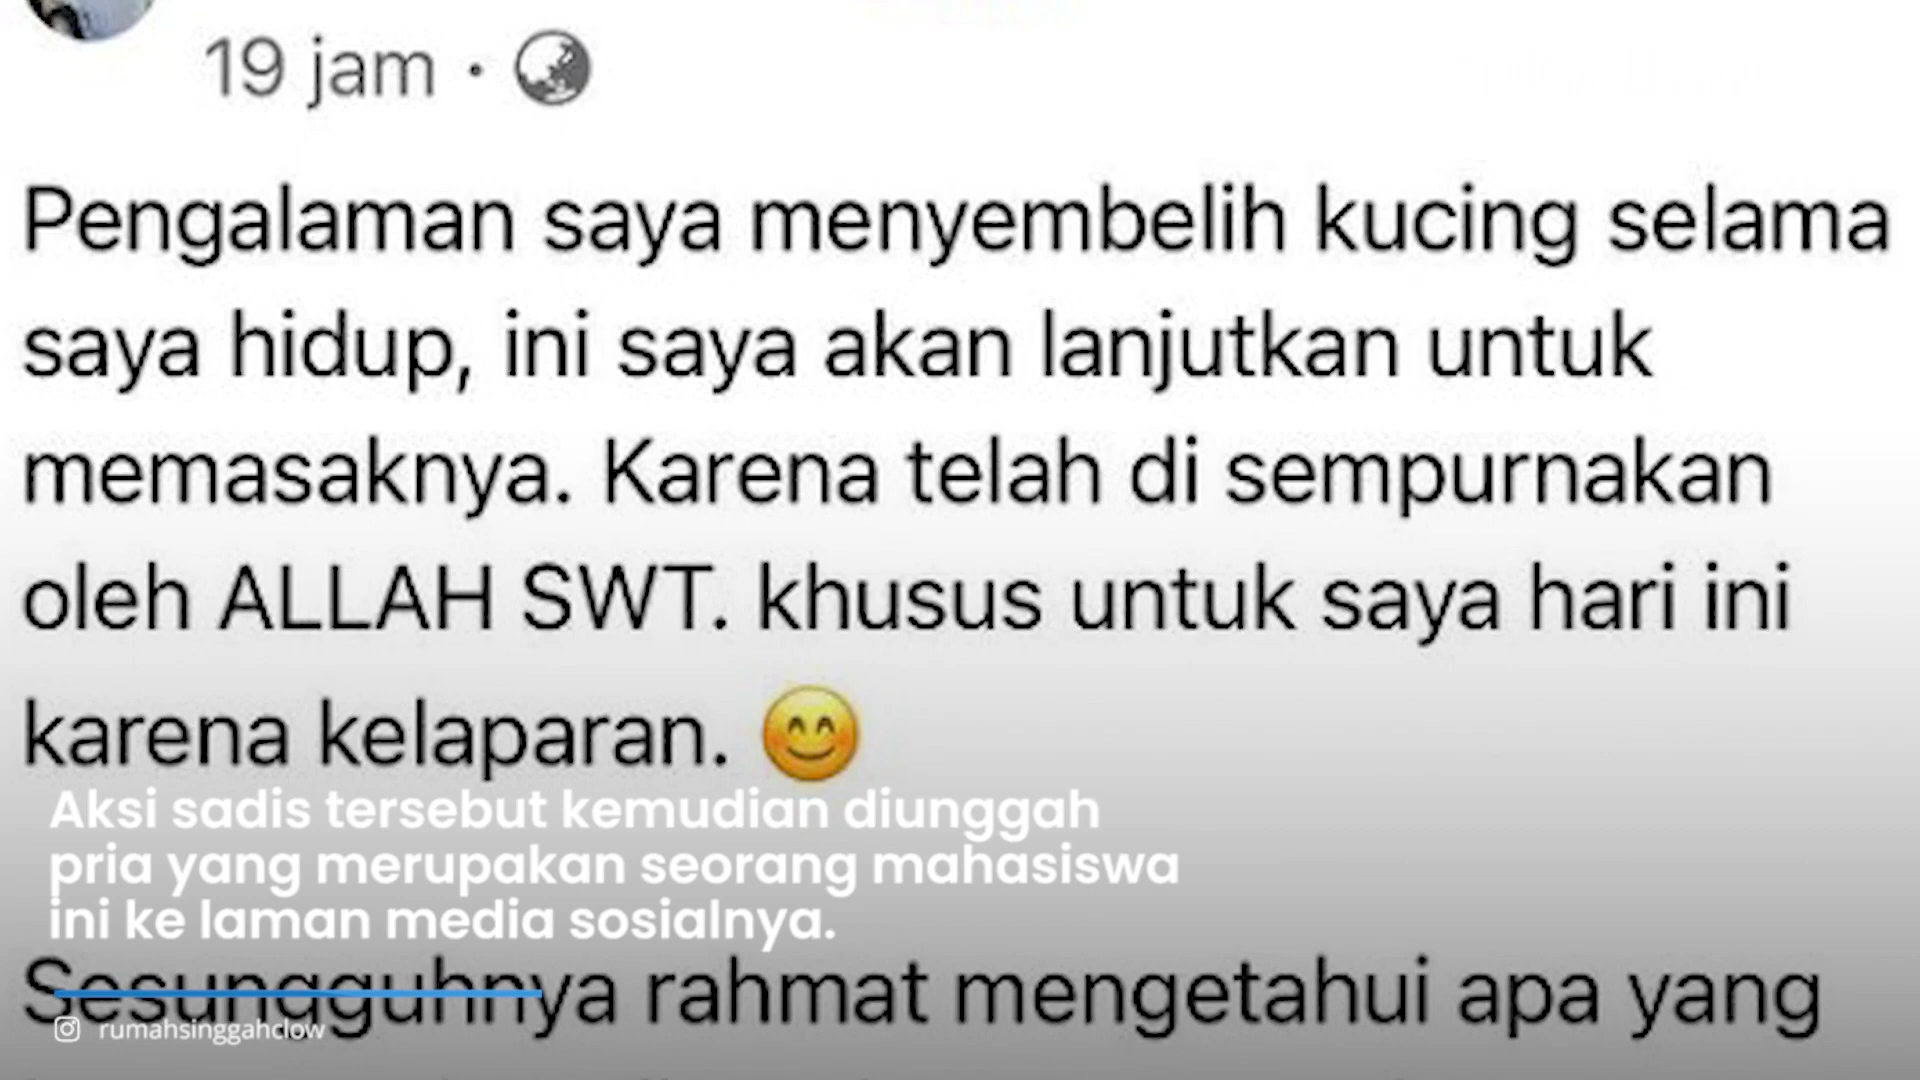 19 jam ·
Pengalaman saya menyembelih kucing selama
saya hidup, ini saya akan lanjutkan untuk
memasaknya. Karena telah di sempurnakan
oleh ALLAH SWT. khusus untuk saya hari ini
karena kelaparan. 😊
Aksi sadis tersebut kemudian diunggah
pria yang merupakan seorang mahasiswa
ini ke laman media sosialnya.
Sesungguhnya rahmat mengetahui apa yang
rumahsinggahclow